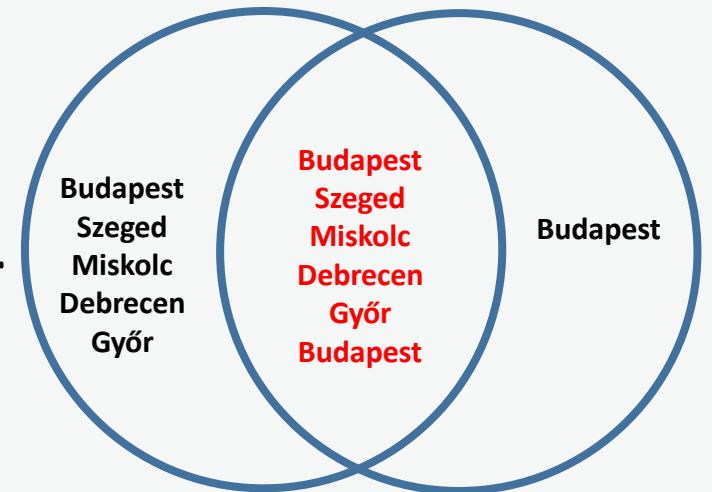 Budapest
Szeged
Miskolc
Debrecen
Győr
Budapest
Szeged
Miskolc
Debrecen
Győr
Budapest
Budapest